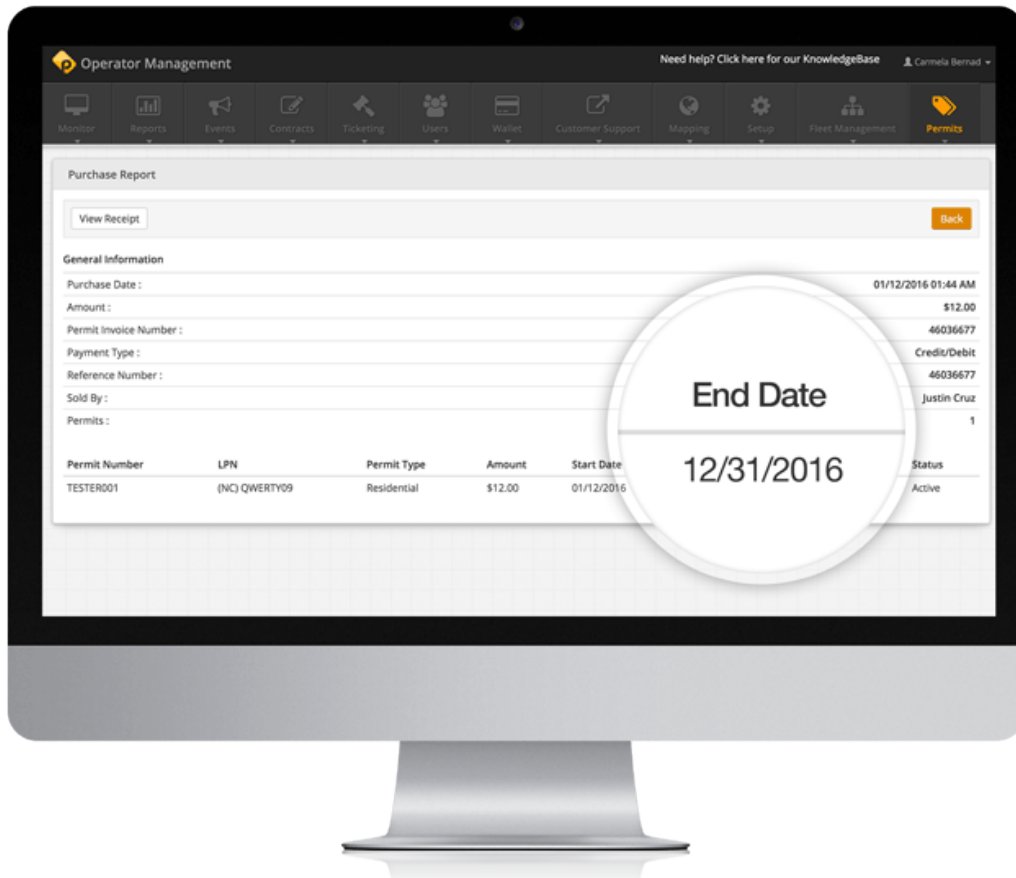 Operator Management
Need help? Click here for our KnowledgeBase
Carmela Bernad
Monitor Reports Events Contracts Ticketing Users Wallet Customer Support Mapping Setup Fleet Management Permits
Purchase Report
View Receipt Back
General Information
Purchase Date : 01/12/2016 01:44 AM
Amount : $12.00
Permit Invoice Number : 46036677
Payment Type : Credit/Debit
Reference Number : 46036677
Sold By : Justin Cruz
Permits : 1
Permit Number LPN Permit Type Amount Start Date End Date Status
TESTER001 (NC) QWERTY09 Residential $12.00 01/12/2016 12/31/2016 Active